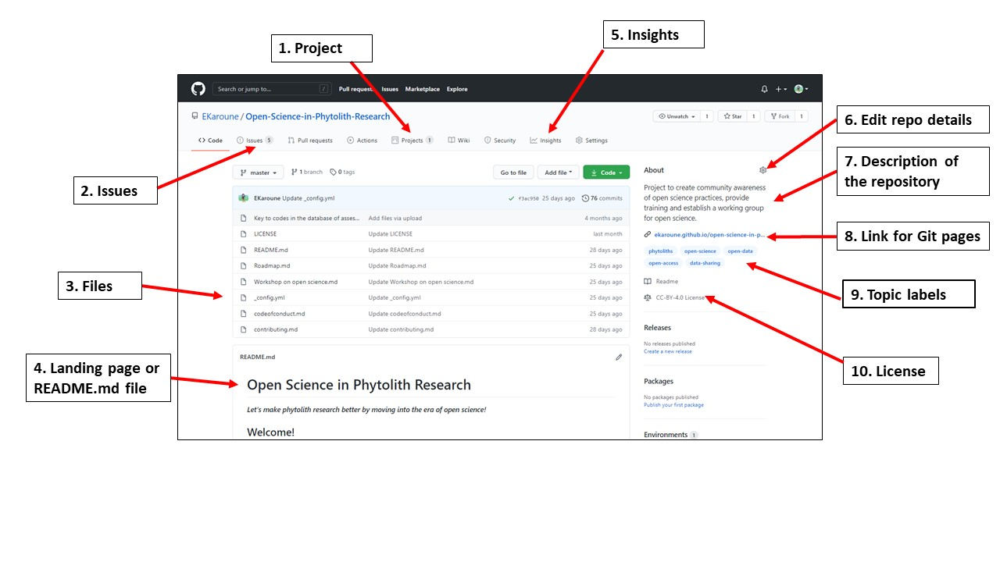 1. Project
5. Insights
Search or jump to... /
Pull requests Issues Marketplace Explore
EKaroune / Open-Science-in-Phytolith-Research
Unwatch 1 Star 1 Fork 1
6. Edit repo details
Code Issues 5 Pull requests Actions Projects 1 Wiki Security Insights Settings
2. Issues
master 1 branch 0 tags Go to file Add file Code
About
7. Description of
the repository
Project to create community awareness
of open science practices, provide
training and establish a working group
for open science.
EKaroune Update _config.yml f3ac950 25 days ago 76 commits
Key to codes in the database of asses... Add files via upload 4 months ago
LICENSE Update LICENSE last month
README.md Update README.md 28 days ago
Roadmap.md Update Roadmap.md 25 days ago
Workshop on open science.md Update Workshop on open science.md 25 days ago
_config.yml Update _config.yml 25 days ago
codeofconduct.md Update codeofconduct.md 25 days ago
contributing.md Update contributing.md 28 days ago
ekaroune.github.io/open-science-in-p...
8. Link for Git pages
phytoliths open-science open-data
open-access data-sharing
9. Topic labels
Readme
CC-BY-4.0 License
10. License
3. Files
Releases
No releases published
Create a new release
4. Landing page or
README.md file
README.md
Open Science in Phytolith Research
Let's make phytolith research better by moving into the era of open science!
Welcome!
Packages
No packages published
Publish your first package
Environments 1